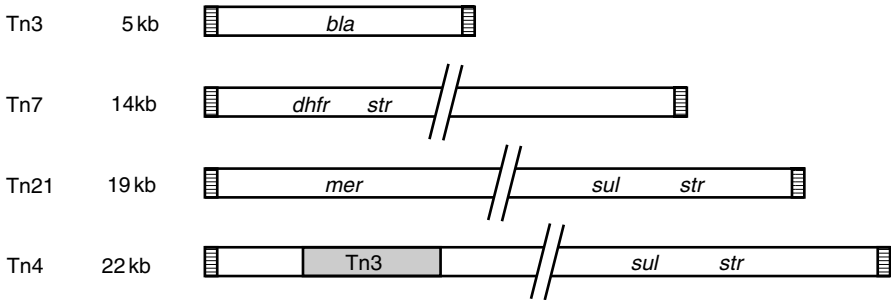 Tn3 5 kb bla
Tn7 14kb dhfr str
Tn21 19 kb mer sul str
Tn4 22 kb Tn3 sul str